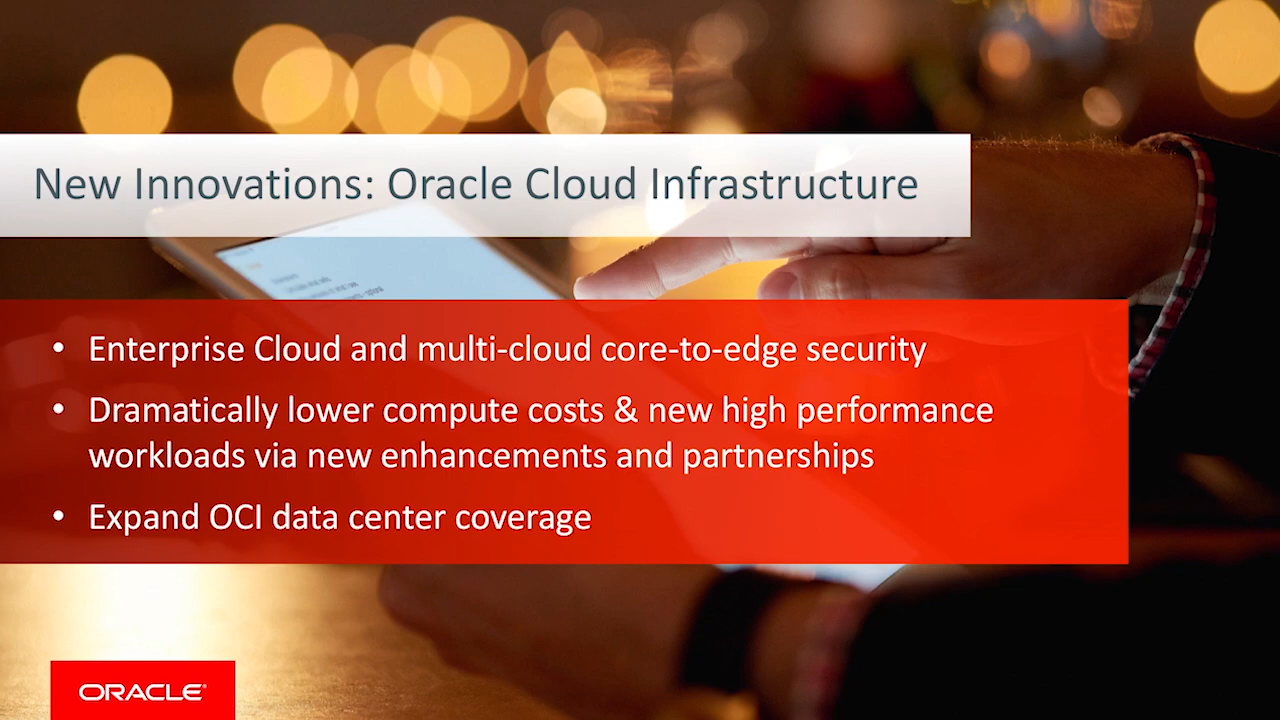 New Innovations: Oracle Cloud Infrastructure
• Enterprise Cloud and multi-cloud core-to-edge security
• Dramatically lower compute costs & new high performance
workloads via new enhancements and partnerships
• Expand OCI data center coverage
ORACLE®